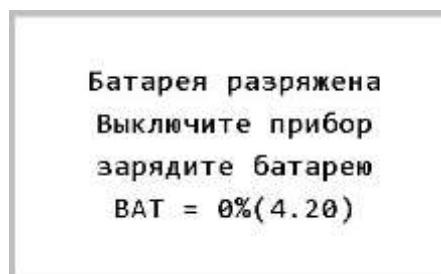 Батарея разряжена
Выключите прибор
зарядите батарею
BAT = 0%(4.20)